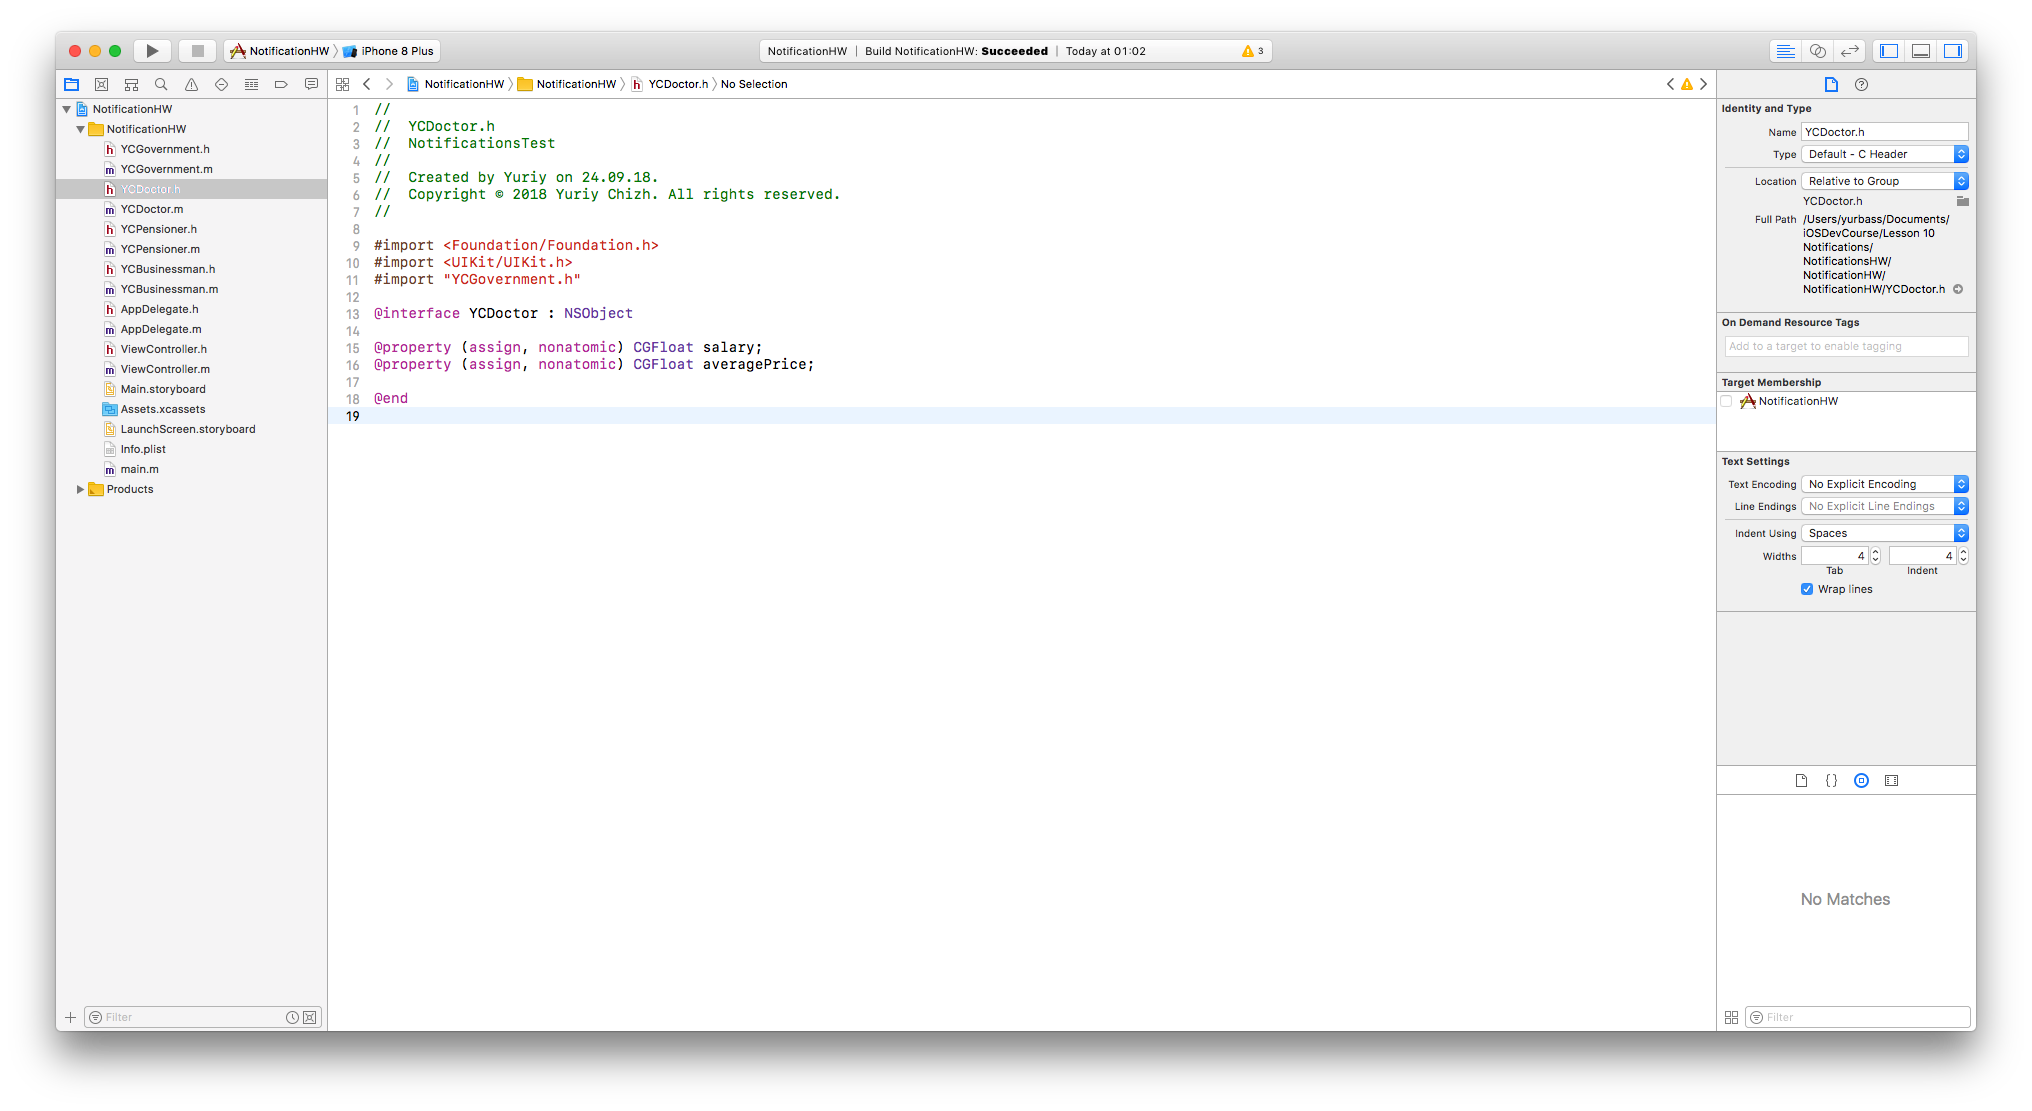 NotificationHW 〉 iPhone 8 Plus
NotificationHW | Build NotificationHW: Succeeded | Today at 01:02
3
NotificationHW 〉 NotificationHW 〉 YCDoctor.h 〉 No Selection
NotificationHW
NotificationHW
YCGovernment.h
YCGovernment.m
YCDoctor.h
YCDoctor.m
YCPensioner.h
YCPensioner.m
YCBusinessman.h
YCBusinessman.m
AppDelegate.h
AppDelegate.m
ViewController.h
ViewController.m
Main.storyboard
Assets.xcassets
LaunchScreen.storyboard
Info.plist
main.m
Products
Filter
1 //
2 //  YCDoctor.h
3 //  NotificationsTest
4 //
5 //  Created by Yuriy on 24.09.18.
6 //  Copyright © 2018 Yuriy Chizh. All rights reserved.
7 //
8
9 #import <Foundation/Foundation.h>
10 #import <UIKit/UIKit.h>
11 #import "YCGovernment.h"
12
13 @interface YCDoctor : NSObject
14
15 @property (assign, nonatomic) CGFloat salary;
16 @property (assign, nonatomic) CGFloat averagePrice;
17
18 @end
19
Identity and Type
Name YCDoctor.h
Type Default - C Header
Location Relative to Group
YCDoctor.h
Full Path /Users/yurbass/Documents/
iOSDevCourse/Lesson 10
Notifications/
NotificationsHW/
NotificationHW/
NotificationHW/YCDoctor.h
On Demand Resource Tags
Add to a target to enable tagging
Target Membership
NotificationHW
Text Settings
Text Encoding No Explicit Encoding
Line Endings No Explicit Line Endings
Indent Using Spaces
Widths 4 4
Tab Indent
Wrap lines
No Matches
Filter